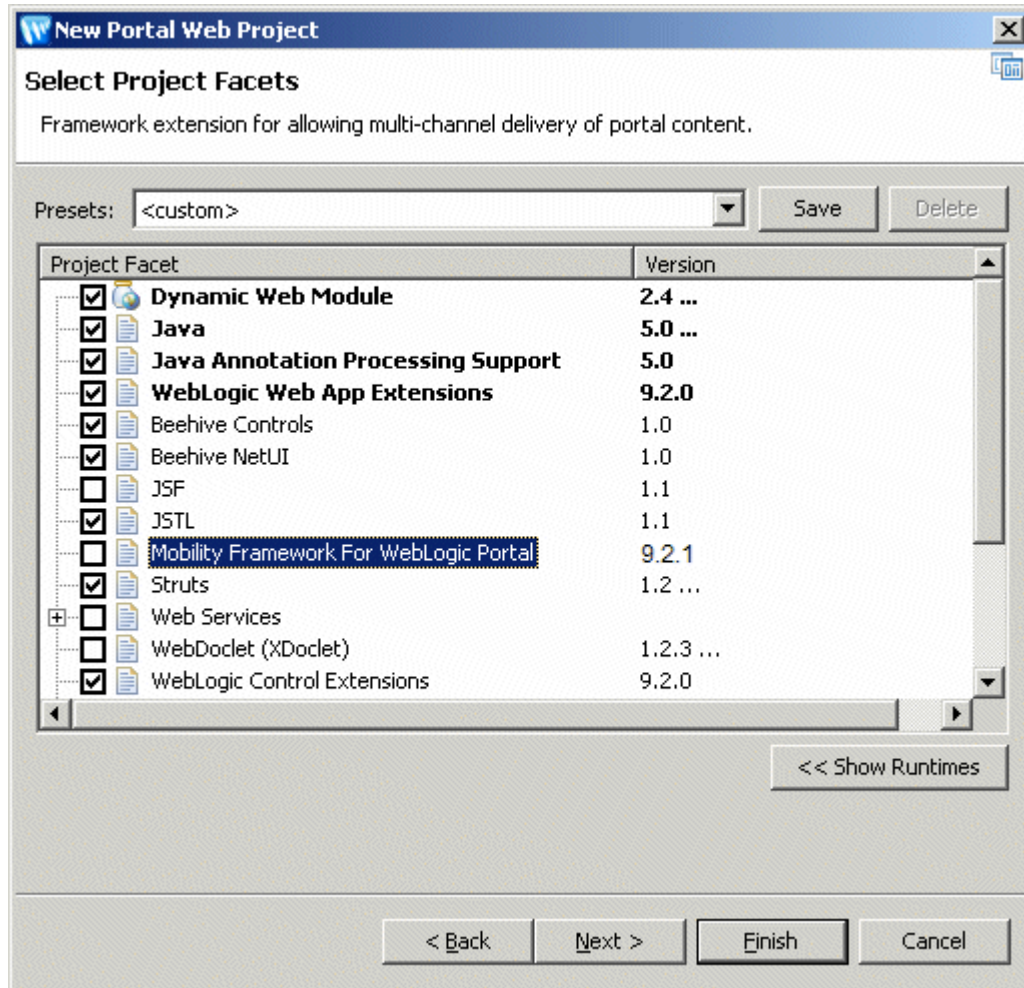 New Portal Web Project
Select Project Facets
Framework extension for allowing multi-channel delivery of portal content.
Presets: <custom> Save Delete
Project Facet Version
Dynamic Web Module 2.4 ...
Java 5.0 ...
Java Annotation Processing Support 5.0
WebLogic Web App Extensions 9.2.0
Beehive Controls 1.0
Beehive NetUI 1.0
JSF 1.1
JSTL 1.1
Mobility Framework For WebLogic Portal 9.2.1
Struts 1.2 ...
Web Services
WebDoclet (XDoclet) 1.2.3 ...
WebLogic Control Extensions 9.2.0
<< Show Runtimes
< Back Next > Finish Cancel